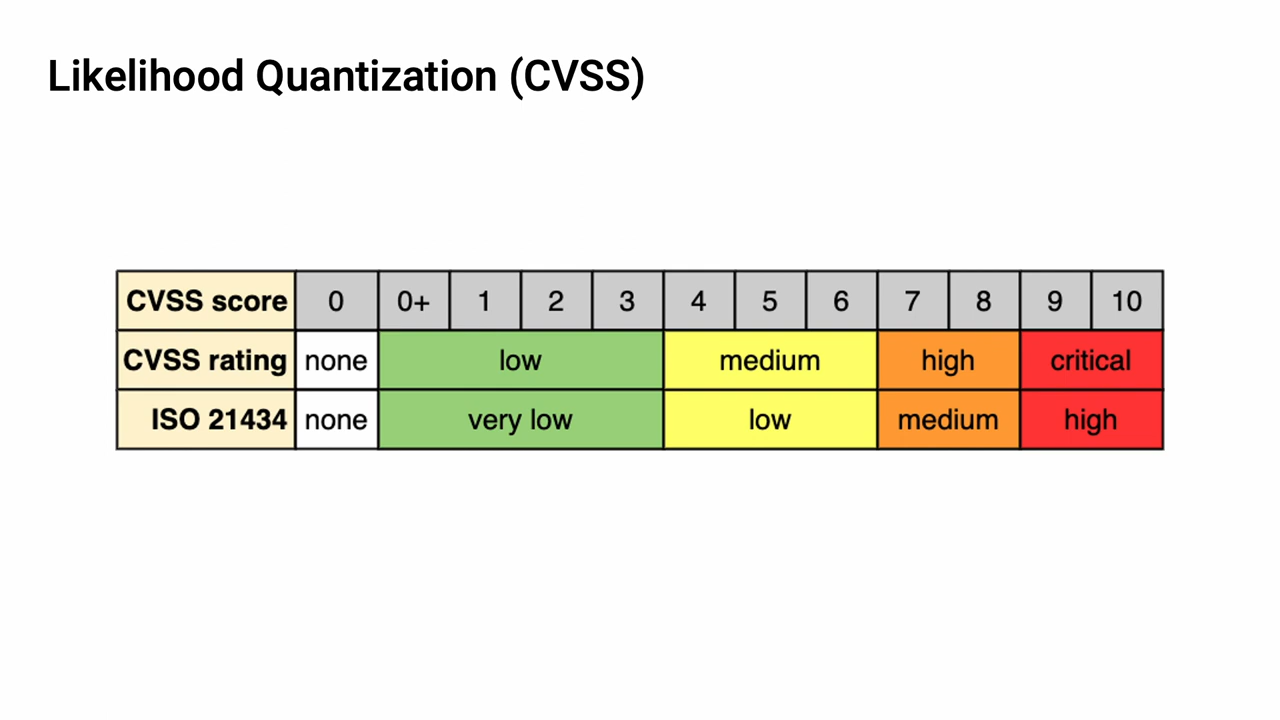 Likelihood Quantization (CVSS)
CVSS score 0 0+ 1 2 3 4 5 6 7 8 9 10
CVSS rating none low medium high critical
ISO 21434 none very low low medium high